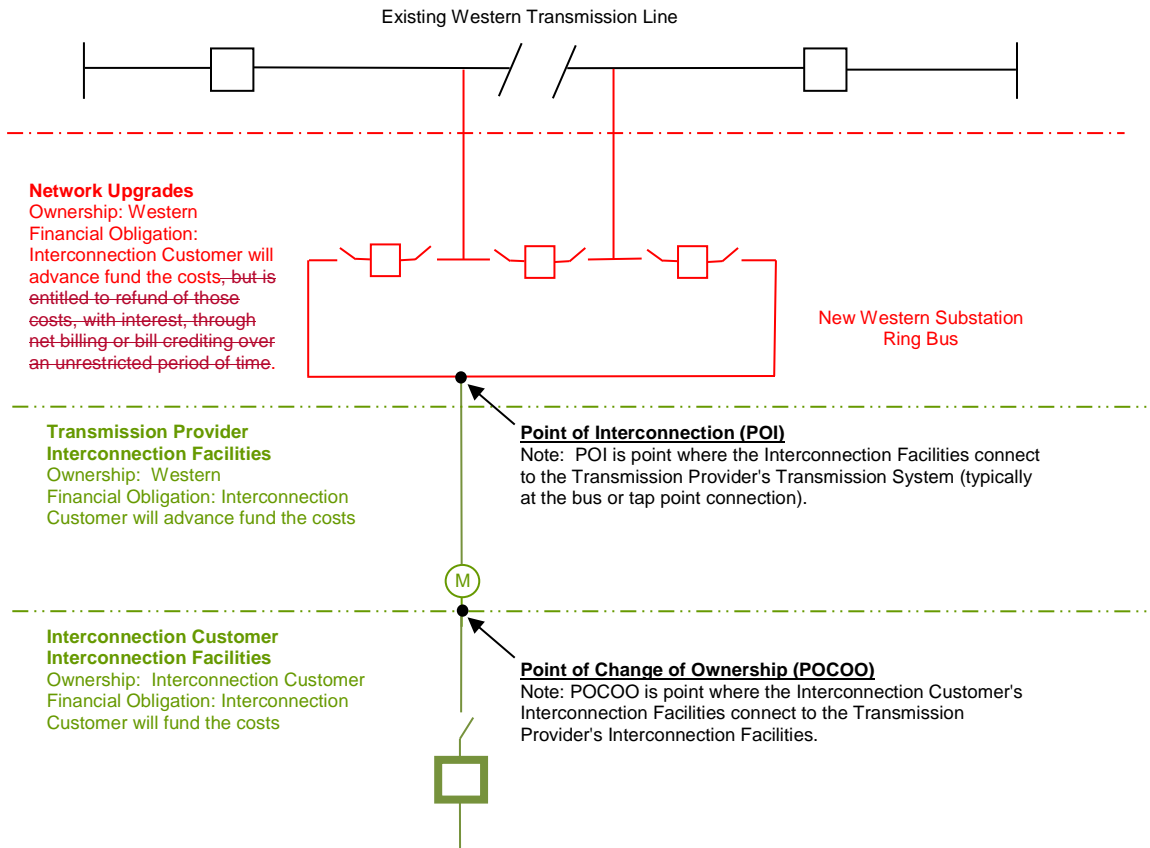 Existing Western Transmission Line
Network Upgrades
Ownership: Western
Financial Obligation:
Interconnection Customer will
advance fund the costs, but is
entitled to refund of those
costs, with interest, through
net billing or bill crediting over
an unrestricted period of time.
New Western Substation
Ring Bus
Transmission Provider
Interconnection Facilities
Ownership:  Western
Financial Obligation: Interconnection
Customer will advance fund the costs
Point of Interconnection (POI)
Note:  POI is point where the Interconnection Facilities connect
to the Transmission Provider's Transmission System (typically
at the bus or tap point connection).
M
Interconnection Customer
Interconnection Facilities
Ownership:  Interconnection Customer
Financial Obligation: Interconnection
Customer will fund the costs
Point of Change of Ownership (POCOO)
Note: POCOO is point where the Interconnection Customer's
Interconnection Facilities connect to the Transmission
Provider's Interconnection Facilities.